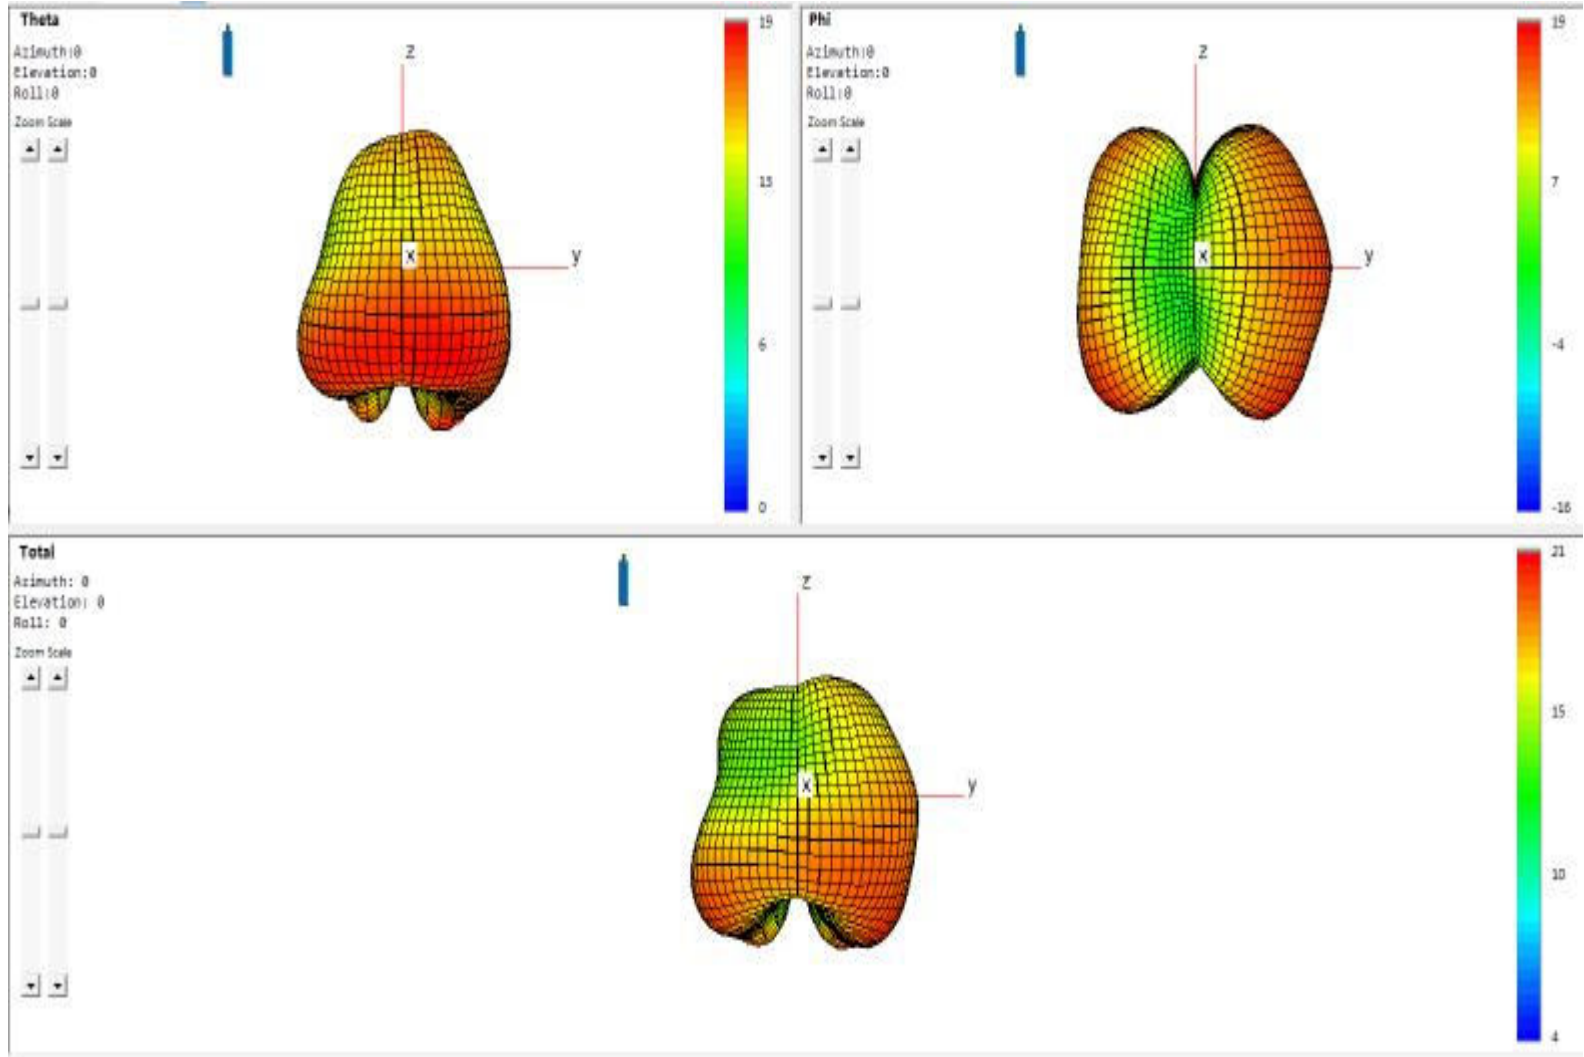 Theta
Azimuth:0
Elevation:0
Roll:0
Zoom Scale
z
x
y
19
13
6
0
Phi
Azimuth:0
Elevation:0
Roll:0
Zoom Scale
z
x
y
19
7
-4
-16
Total
Azimuth: 0
Elevation: 0
Roll: 0
Zoom Scale
z
x
y
21
15
10
4